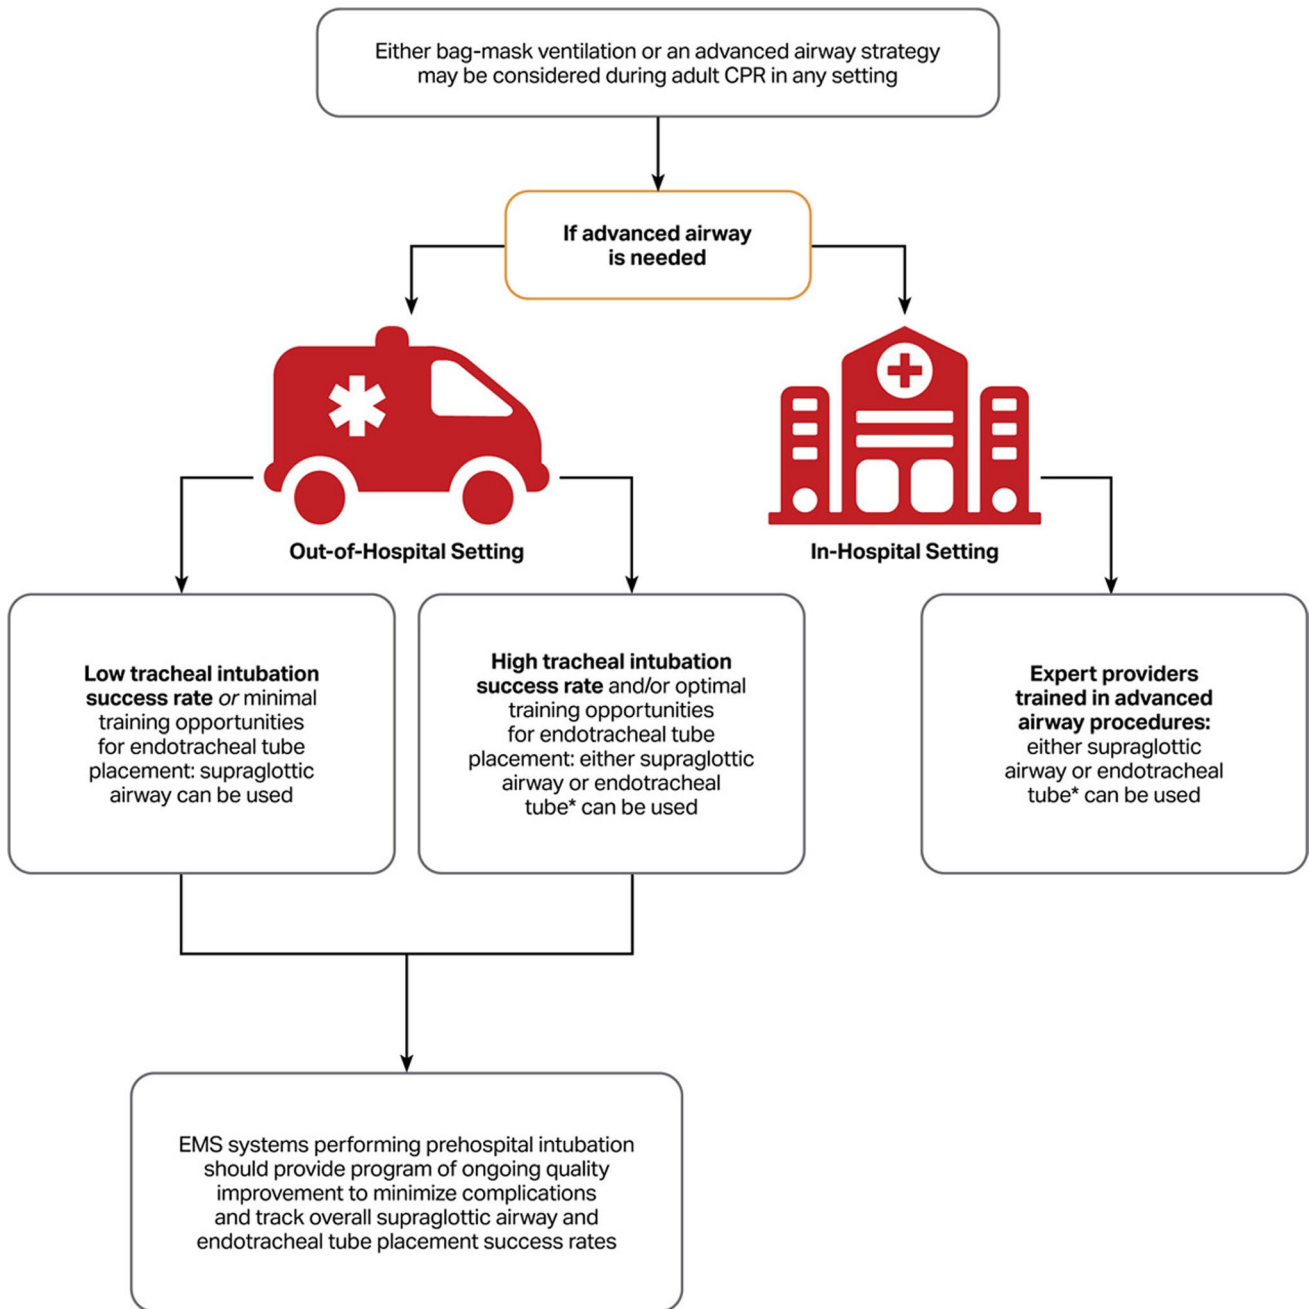 Either bag-mask ventilation or an advanced airway strategy
may be considered during adult CPR in any setting
If advanced airway
is needed
Out-of-Hospital Setting
In-Hospital Setting
Low tracheal intubation
success rate or minimal
training opportunities
for endotracheal tube
placement: supraglottic
airway can be used
High tracheal intubation
success rate and/or optimal
training opportunities
for endotracheal tube
placement: either supraglottic
airway or endotracheal
tube* can be used
Expert providers
trained in advanced
airway procedures:
either supraglottic
airway or endotracheal
tube* can be used
EMS systems performing prehospital intubation
should provide program of ongoing quality
improvement to minimize complications
and track overall supraglottic airway and
endotracheal tube placement success rates